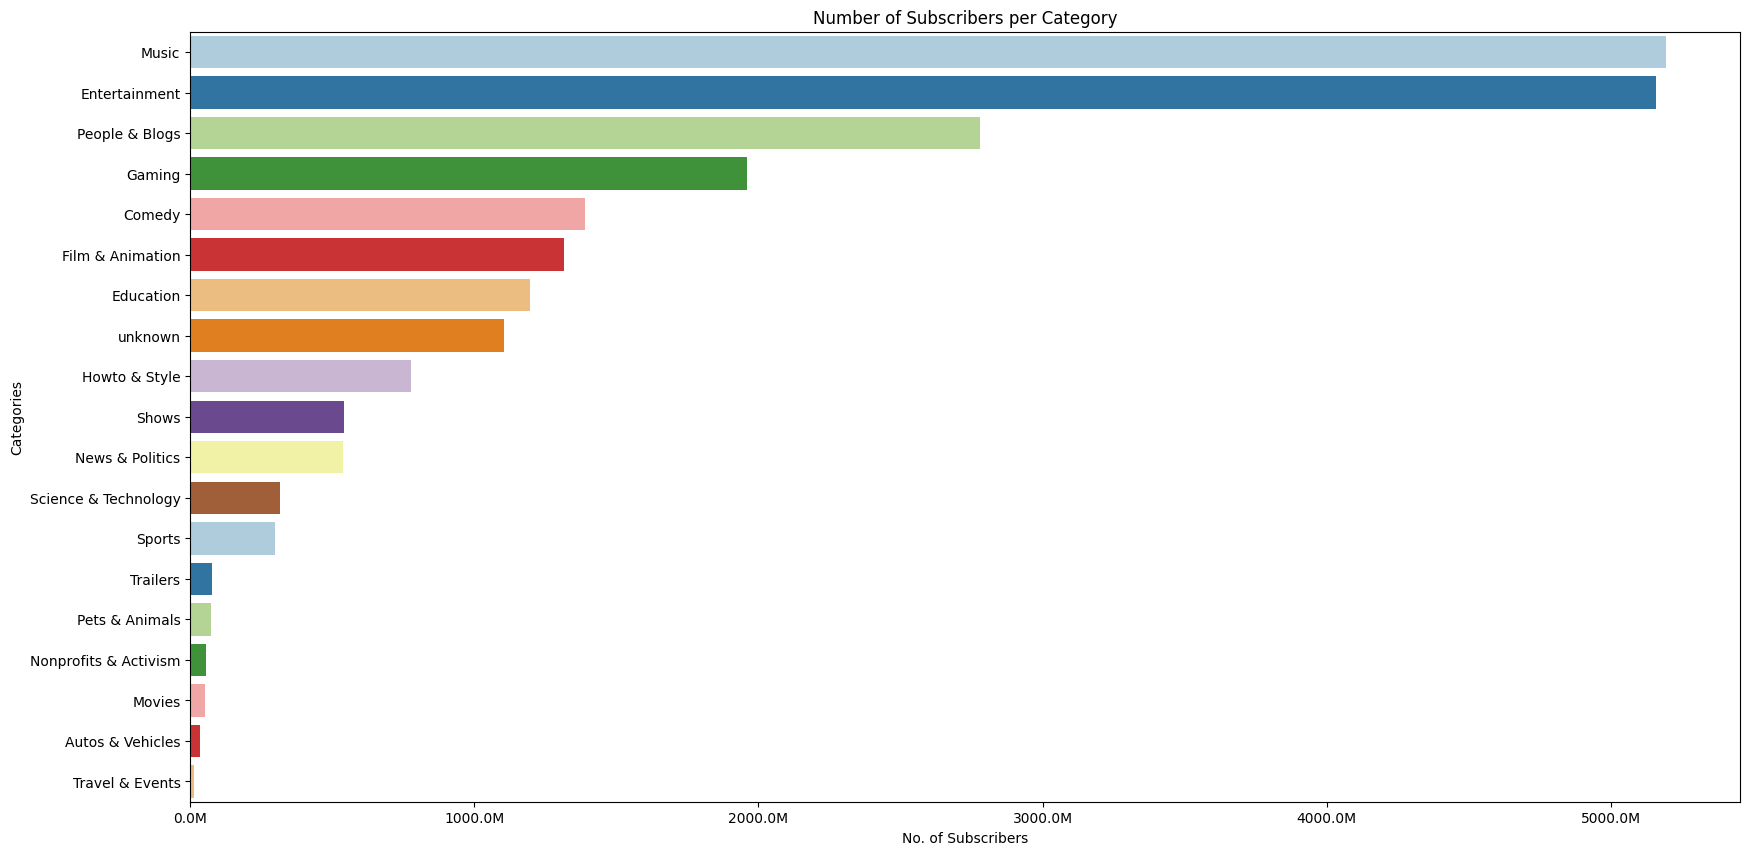 Number of Subscribers per Category
Categories
Music
Entertainment
People & Blogs
Gaming
Comedy
Film & Animation
Education
unknown
Howto & Style
Shows
News & Politics
Science & Technology
Sports
Trailers
Pets & Animals
Nonprofits & Activism
Movies
Autos & Vehicles
Travel & Events
0.0M 1000.0M 2000.0M 3000.0M 4000.0M 5000.0M
No. of Subscribers